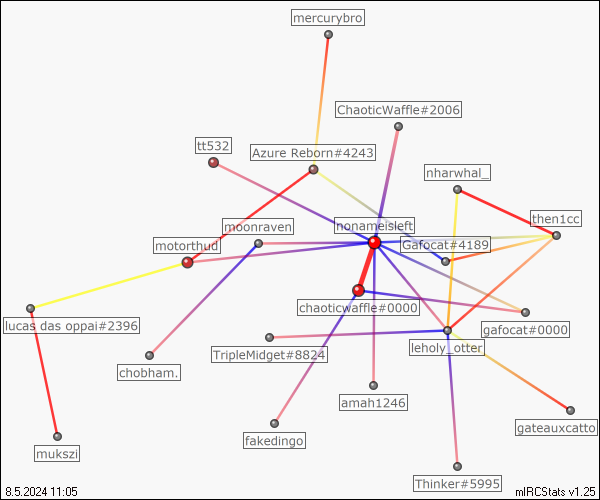 mercurybro
ChaoticWaffle#2006
tt532
Azure Reborn#4243
nharwhal_
then1cc
moonraven
nonameisleft
motorthud
Gafocat#4189
chaoticwaffle#0000
lucas das oppai#2396
gafocat#0000
TripleMidget#8824
leholy_otter
chobham.
amah1246
gateauxcatto
fakedingo
mukszi
Thinker#5995
8.5.2024 11:05
mIRCStats v1.25